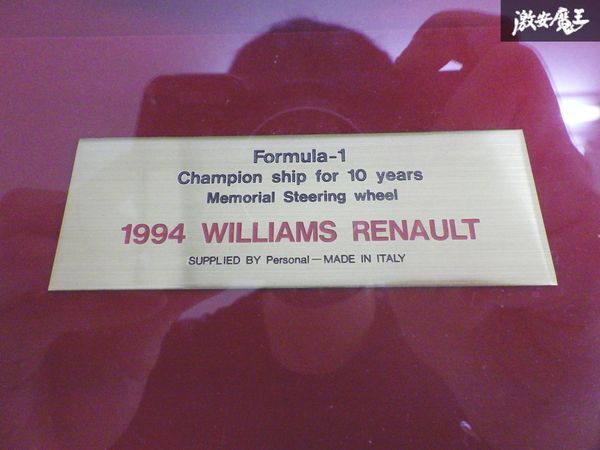 激安魔王
Formula-1
Champion ship for 10 years
Memorial Steering wheel
1994 WILLIAMS RENAULT
SUPPLIED BY Personal—MADE IN ITALY